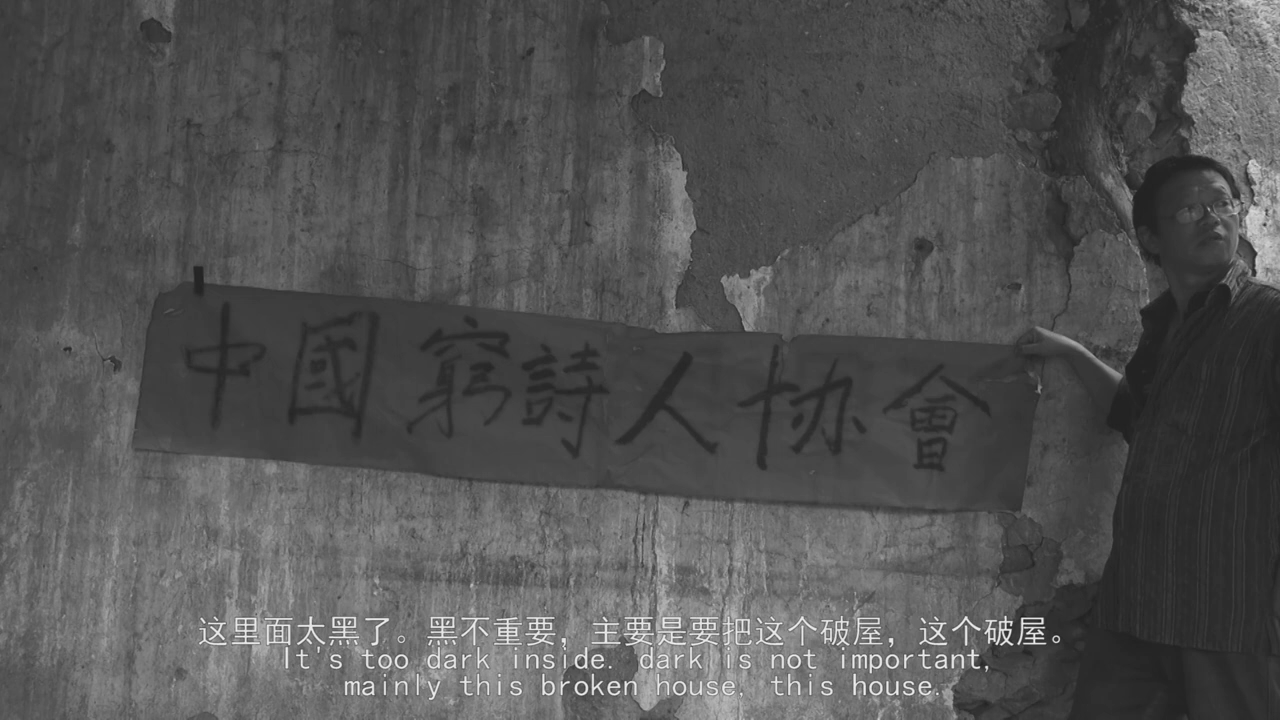 中國窮詩人协會
这里面太黑了。黑不重要，主要是要把这个破屋，这个破屋。
It's too dark inside. dark is not important,
mainly this broken house, this house.